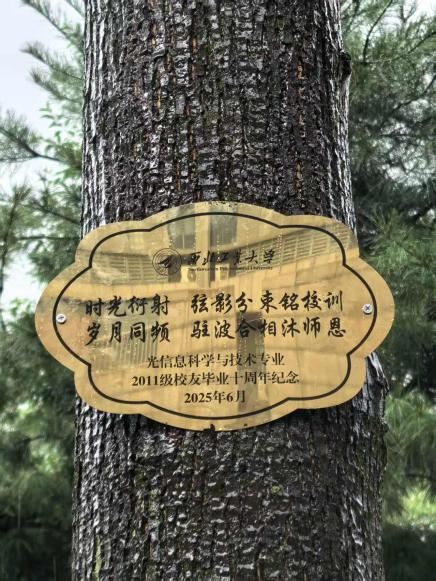 西北工业大学
Northwestern Polytechnical University
时光衍射 弦影分束铭校训
岁月同频 驻波合相沐师恩
光信息科学与技术专业
2011级校友毕业十周年纪念
2025年6月